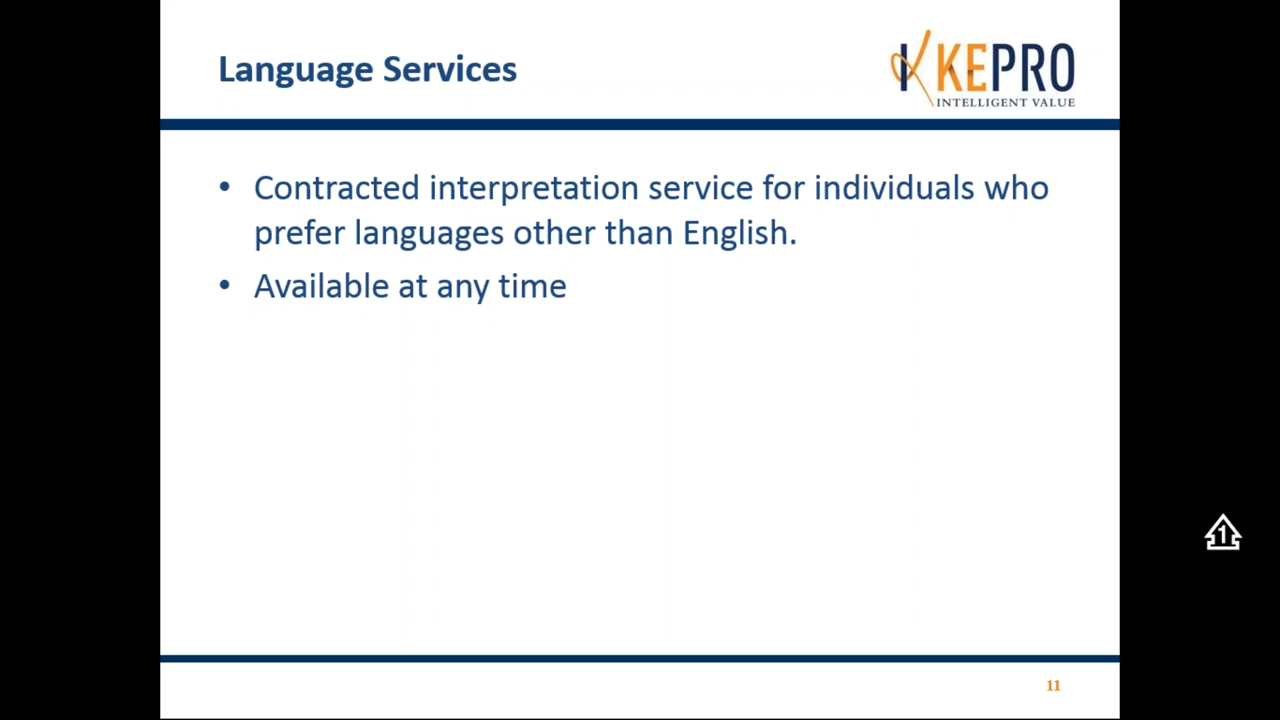 Language Services
KEPRO
INTELLIGENT VALUE
• Contracted interpretation service for individuals who
prefer languages other than English.
• Available at any time
1
11